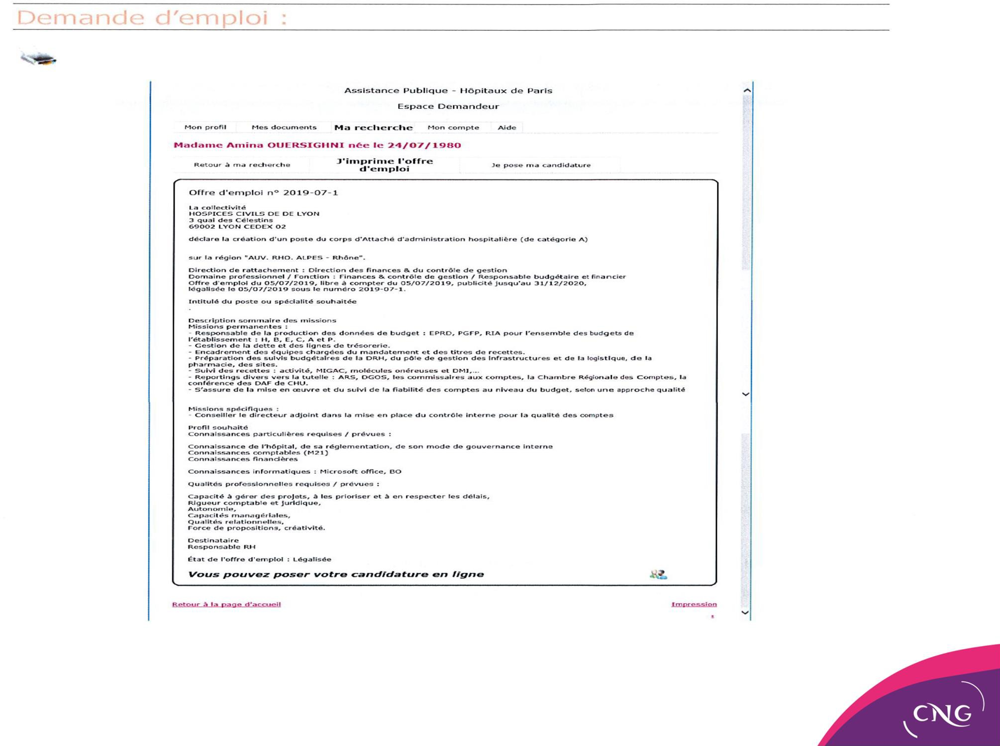 Demande d'emploi :
Assistance Publique - Hôpitaux de Paris
Espace Demandeur
Mon profil Mes documents Ma recherche Mon compte Aide
Madame Amina OUERSIGHNI née le 24/07/1980
Retour à ma recherche J'imprime l'offre d'emploi Je pose ma candidature
Offre d'emploi n° 2019-07-1
La collectivité
HOSPICES CIVILS DE DE LYON
3 quai des Célestins
69002 LYON CEDEX 02
déclare la création d'un poste du corps d'Attaché d'administration hospitalière (de catégorie A)
sur la région "AUV. RHO. ALPES - Rhône".
Direction de rattachement : Direction des finances & du contrôle de gestion
Domaine professionnel / Fonction : Finances & contrôle de gestion / Responsable budgétaire et financier
Offre d'emploi du 05/07/2019, libre à compter du 05/07/2019, publicité jusqu'au 31/12/2020,
légalisée le 05/07/2019 sous le numéro 2019-07-1.
Intitulé du poste ou spécialité souhaitée
.
Description sommaire des missions
Missions permanentes :
- Responsable de la production des données de budget : EPRD, PGFP, RIA pour l'ensemble des budgets de
l'établissement : H, B, E, C, A et P.
- Gestion de la dette et des lignes de trésorerie.
- Encadrement des équipes chargées du mandatement et des titres de recettes.
- Préparation des suivis budgétaires de la DRH, du pôle de gestion des infrastructures et de la logistique, de la
pharmacie, des sites.
- Suivi des recettes : activité, MIGAC, molécules onéreuses et DMI,...
- Reportings divers vers la tutelle : ARS, DGOS, les commissaires aux comptes, la Chambre Régionale des Comptes, la
conférence des DAF de CHU.
- S'assure de la mise en œuvre et du suivi de la fiabilité des comptes au niveau du budget, selon une approche qualité
Missions spécifiques :
- Conseiller le directeur adjoint dans la mise en place du contrôle interne pour la qualité des comptes
Profil souhaité
Connaissances particulières requises / prévues :
Connaissance de l'hôpital, de sa réglementation, de son mode de gouvernance interne
Connaissances comptables (M21)
Connaissances financières
Connaissances informatiques : Microsoft office, BO
Qualités professionnelles requises / prévues :
Capacité à gérer des projets, à les prioriser et à en respecter les délais,
Rigueur comptable et juridique,
Autonomie,
Capacités managériales,
Qualités relationnelles,
Force de propositions, créativité.
Destinataire
Responsable RH
État de l'offre d'emploi : Légalisée
Vous pouvez poser votre candidature en ligne
Retour à la page d'accueil Impression
CNG